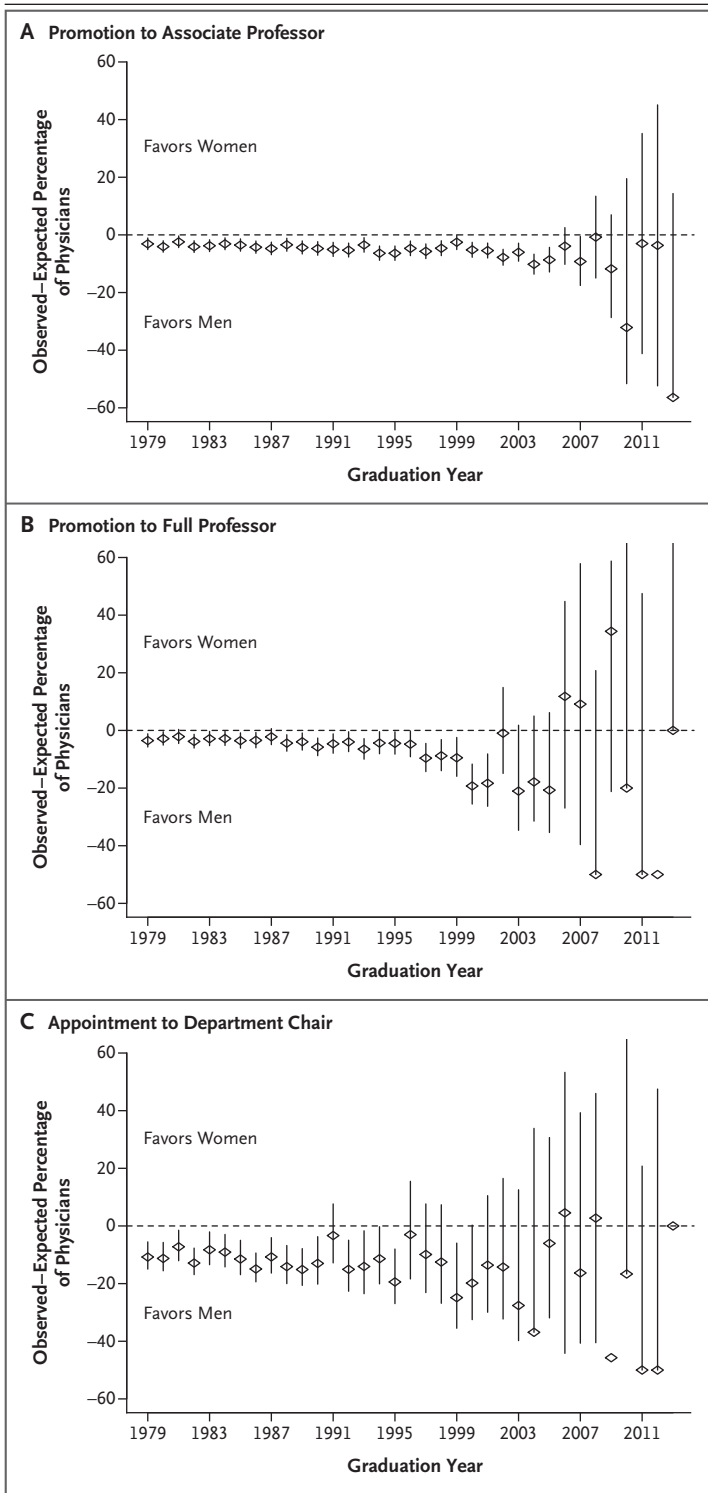 A Promotion to Associate Professor
60
40
20
0
−20
−40
−60
Observed–Expected Percentage
of Physicians
Favors Women
Favors Men
1979 1983 1987 1991 1995 1999 2003 2007 2011
Graduation Year
B Promotion to Full Professor
60
40
20
0
−20
−40
−60
Observed–Expected Percentage
of Physicians
Favors Women
Favors Men
1979 1983 1987 1991 1995 1999 2003 2007 2011
Graduation Year
C Appointment to Department Chair
60
40
20
0
−20
−40
−60
Observed–Expected Percentage
of Physicians
Favors Women
Favors Men
1979 1983 1987 1991 1995 1999 2003 2007 2011
Graduation Year